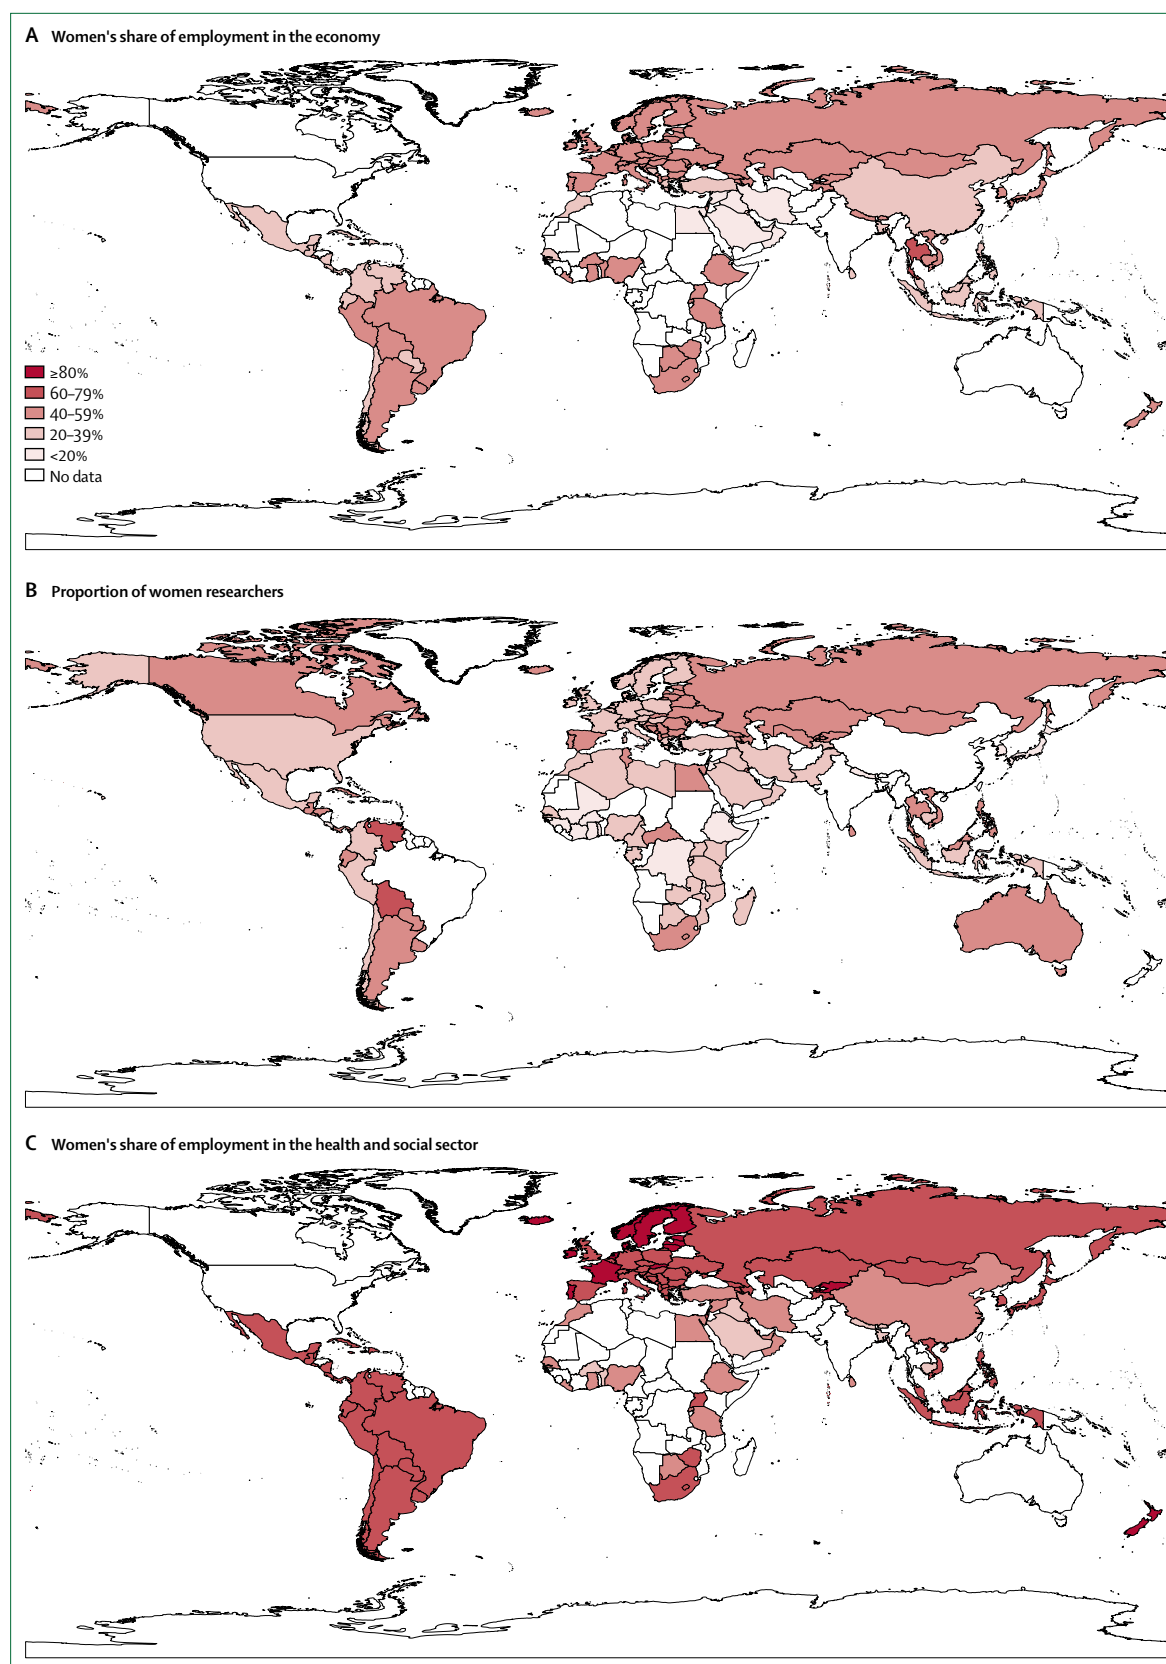 A Women's share of employment in the economy
≥80%
60–79%
40–59%
20–39%
<20%
No data
B Proportion of women researchers
C Women's share of employment in the health and social sector